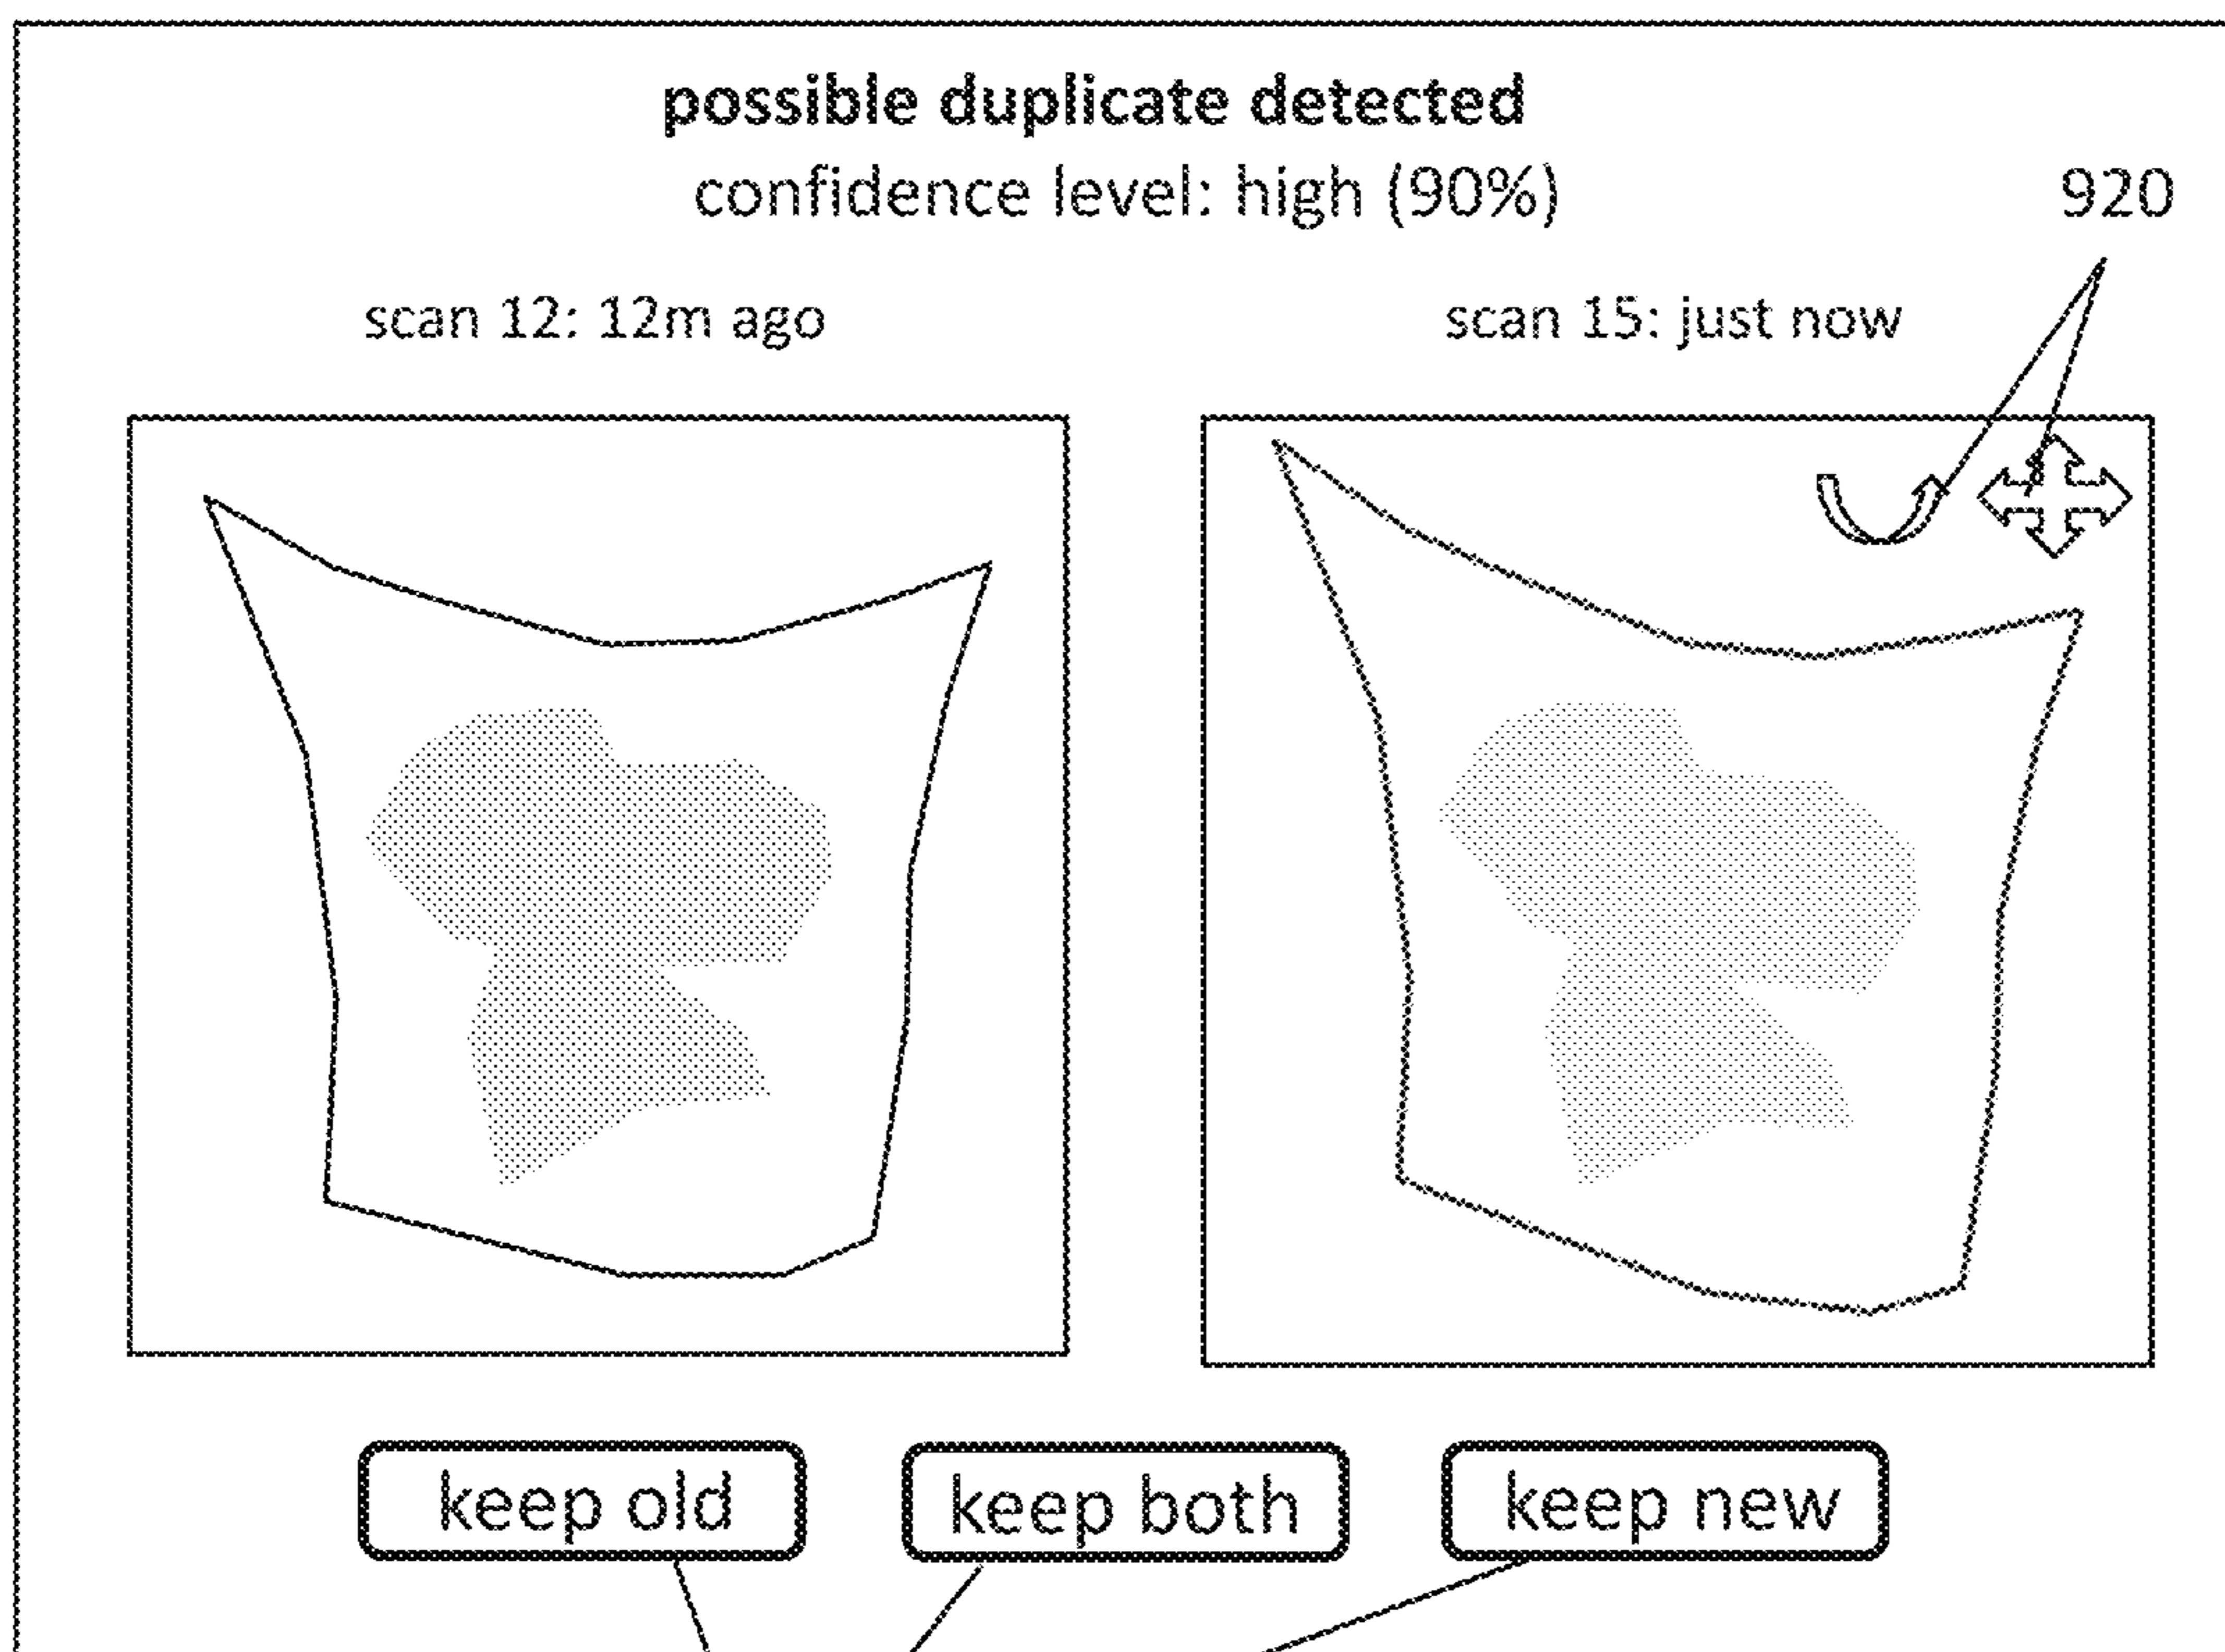 possible duplicate detected
confidence level: high (90%)
920
scan 12: 12m ago
scan 15: just now
keep old
keep both
keep new